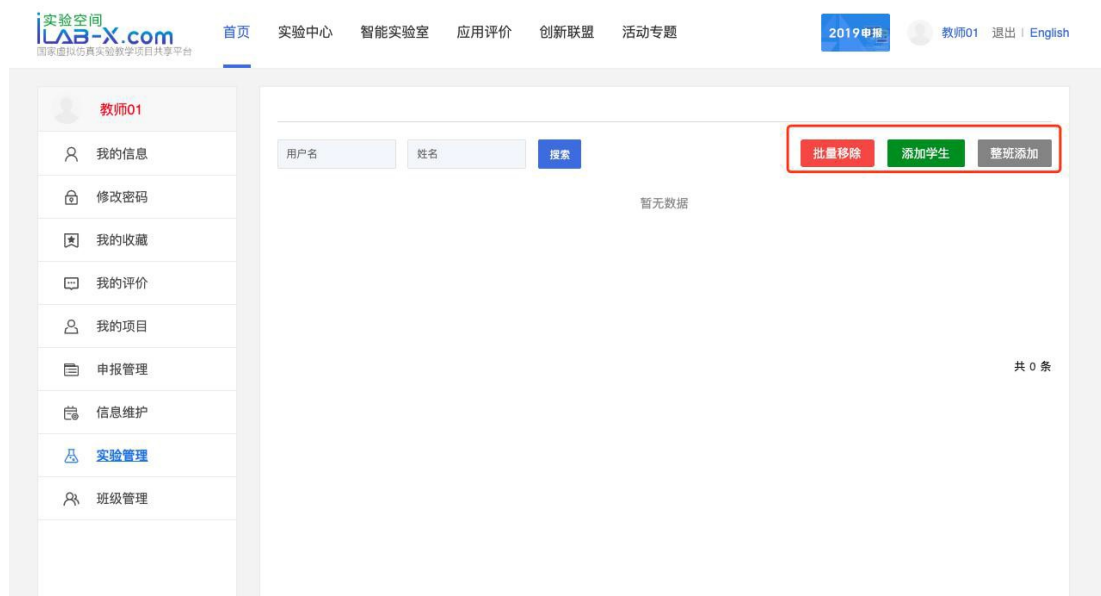 实验空间
iLAB-X.com
国家虚拟仿真实验教学项目共享平台
首页 实验中心 智能实验室 应用评价 创新联盟 活动专题
2019申报
教师01 退出 | English
教师01
我的信息
修改密码
我的收藏
我的评价
我的项目
申报管理
信息维护
实验管理
班级管理
用户名 姓名 搜索 批量移除 添加学生 整班添加
暂无数据
共 0 条